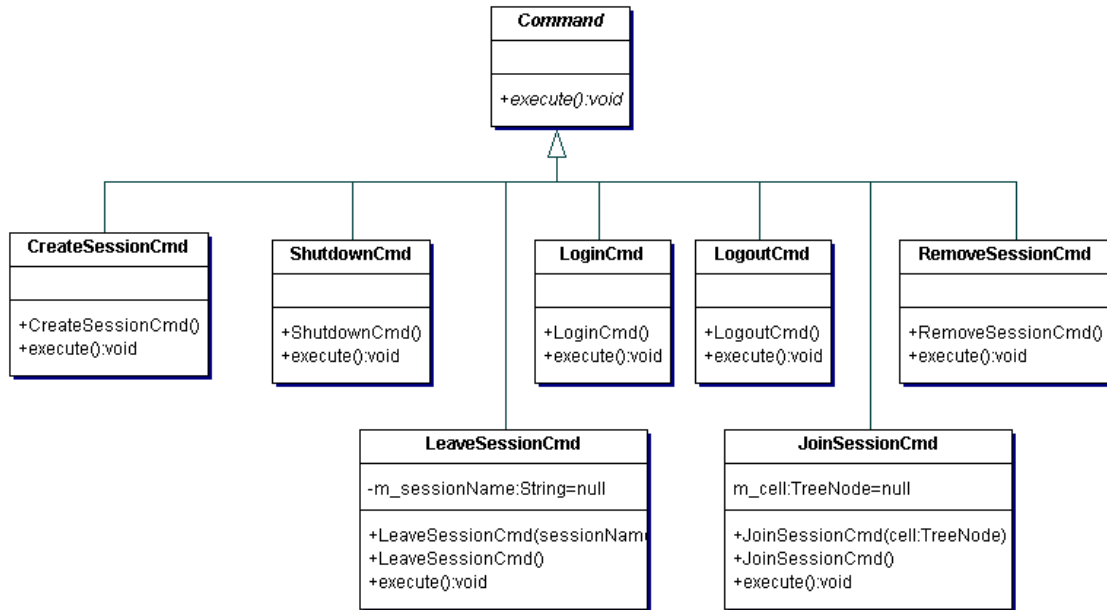 Command
+execute():void
CreateSessionCmd
+CreateSessionCmd()
+execute():void
ShutdownCmd
+ShutdownCmd()
+execute():void
LoginCmd
+LoginCmd()
+execute():void
LogoutCmd
+LogoutCmd()
+execute():void
RemoveSessionCmd
+RemoveSessionCmd()
+execute():void
LeaveSessionCmd
-m_sessionName:String=null
+LeaveSessionCmd(sessionName
+LeaveSessionCmd()
+execute():void
JoinSessionCmd
m_cell:TreeNode=null
+JoinSessionCmd(cell:TreeNode)
+JoinSessionCmd()
+execute():void